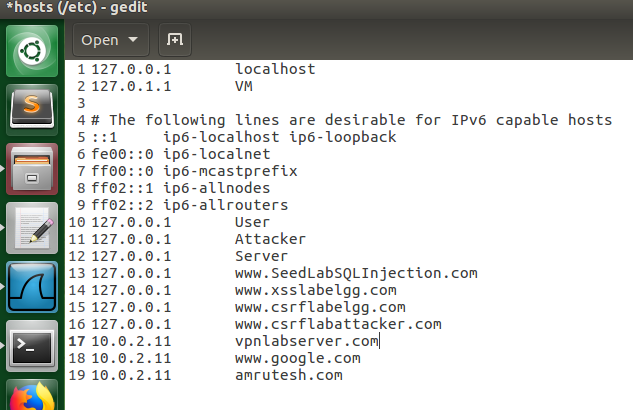 *hosts (/etc) - gedit
Open
1 127.0.0.1 localhost
2 127.0.1.1 VM
3
4 # The following lines are desirable for IPv6 capable hosts
5 ::1 ip6-localhost ip6-loopback
6 fe00::0 ip6-localnet
7 ff00::0 ip6-mcastprefix
8 ff02::1 ip6-allnodes
9 ff02::2 ip6-allrouters
10 127.0.0.1 User
11 127.0.0.1 Attacker
12 127.0.0.1 Server
13 127.0.0.1 www.SeedLabSQLInjection.com
14 127.0.0.1 www.xsslabelgg.com
15 127.0.0.1 www.csrflabelgg.com
16 127.0.0.1 www.csrflabattacker.com
17 10.0.2.11 vpnlabserver.com
18 10.0.2.11 www.google.com
19 10.0.2.11 amrutesh.com